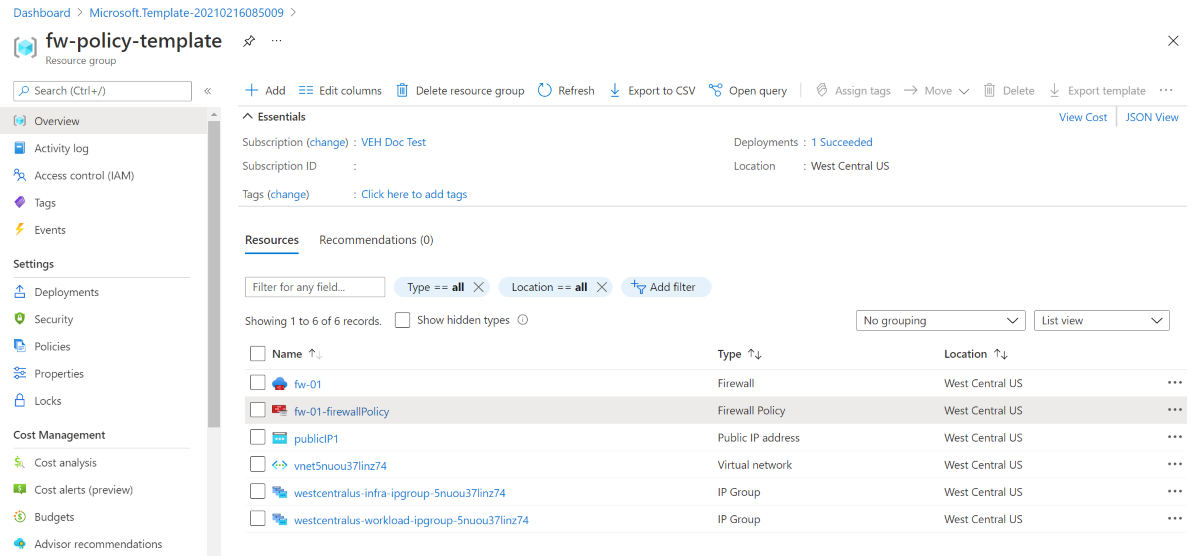 Dashboard > Microsoft.Template-20210216085009 >
fw-policy-template
Resource group
Search (Ctrl+/)
Overview
Activity log
Access control (IAM)
Tags
Events
Settings
Deployments
Security
Policies
Properties
Locks
Cost Management
Cost analysis
Cost alerts (preview)
Budgets
Advisor recommendations
Add Edit columns Delete resource group Refresh Export to CSV Open query Assign tags Move Delete Export template
Essentials View Cost JSON View
Subscription (change) : VEH Doc Test Deployments : 1 Succeeded
Subscription ID : Location : West Central US
Tags (change) : Click here to add tags
Resources Recommendations (0)
Filter for any field... Type == all Location == all Add filter
Showing 1 to 6 of 6 records. Show hidden types No grouping List view
Name Type Location
fw-01 Firewall West Central US
fw-01-firewallPolicy Firewall Policy West Central US
publicIP1 Public IP address West Central US
vnet5nuou37linz74 Virtual network West Central US
westcentralus-infra-ipgroup-5nuou37linz74 IP Group West Central US
westcentralus-workload-ipgroup-5nuou37linz74 IP Group West Central US